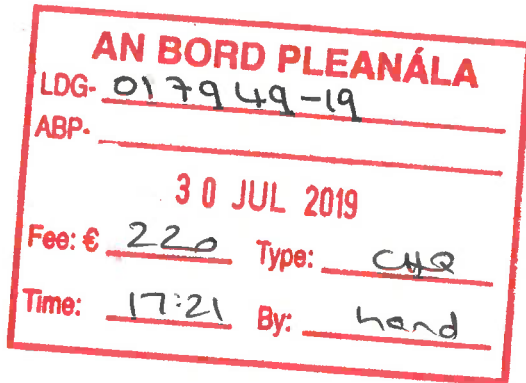 AN BORD PLEANÁLA
LDG- 017949-19
ABP-
30 JUL 2019
Fee: € 220 Type: CHQ
Time: 17:21 By: hand